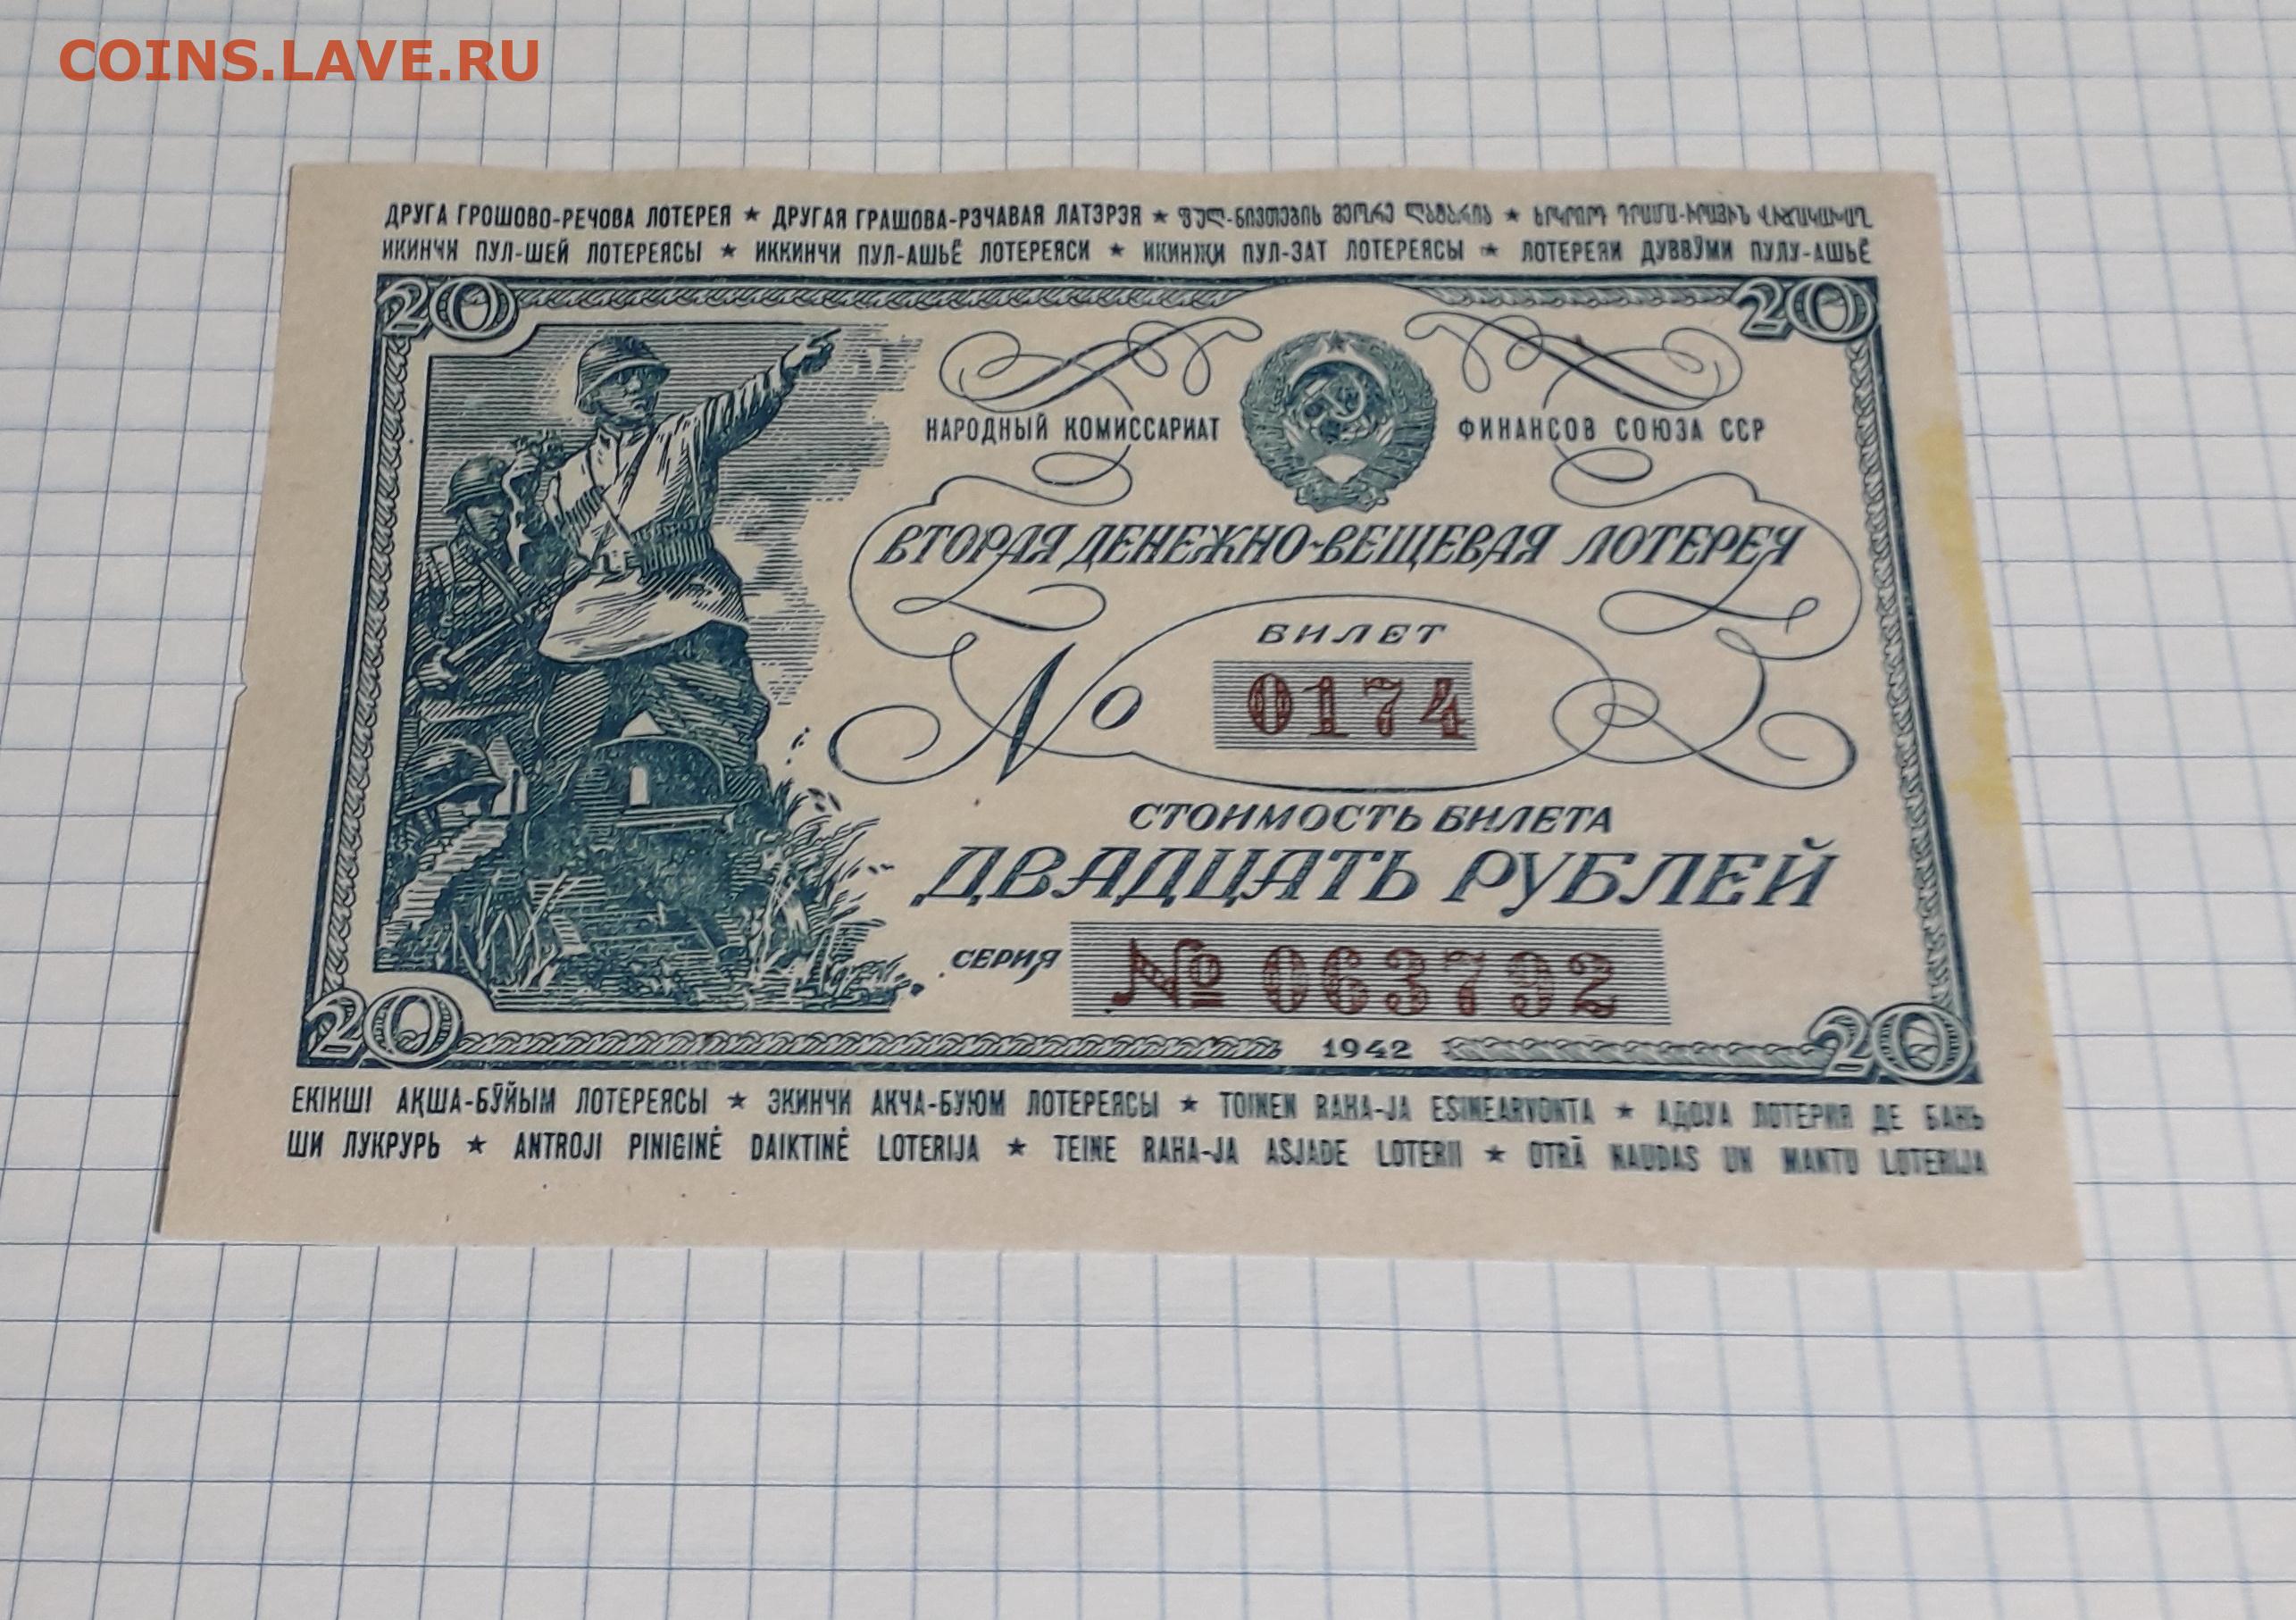 COINS.LAVE.RU
ДРУГА ГРОШОВО-РЕЧОВА ЛОТЕРЕЯ ★ ДРУГАЯ ГРАШОВА-РЭЧАВАЯ ЛАТЭРЭЯ ★ ՓՈՒԼ
ИКИНЧИ ПУЛ-ШЕЙ ЛОТЕРЕЯСЫ ★ ИККИНЧИ ПУЛ-АШЬЁ ЛОТЕРЕЯСИ ★ ИКИНҖИ ПУЛ-ЗАТ ЛОТЕРЕЯСЫ ★ ЛОТЕРЕЯИ ДУВВӮМИ ПУЛУ-АШЬЁ
20 20
НАРОДНЫЙ КОМИССАРИАТ ФИНАНСОВ СОЮЗА ССР
ВТОРАЯ ДЕНЕЖНО-ВЕЩЕВАЯ ЛОТЕРЕЯ
БИЛЕТ
№ 0174
СТОИМОСТЬ БИЛЕТА
ДВАДЦАТЬ РУБЛЕЙ
СЕРИЯ № 063792
20 1942 20
ЕКІНШІ АҚША-БҰЙЫМ ЛОТЕРЕЯСЫ ★ ЭКИНЧИ АКЧА-БУЮМ ЛОТЕРЕЯСЫ ★ TOINEN RAHA-JA ESINEARVONTA ★ АДОУА ЛОТЕРИЯ ДЕ БАНЬ
ШИ ЛУКРУРЬ ★ ANTROJI PINIGINĖ DAIKTINĖ LOTERIJA ★ TEINE RAHA-JA ASJADE LOTERII ★ OTRĀ NAUDAS UN MANTU LOTERIJA